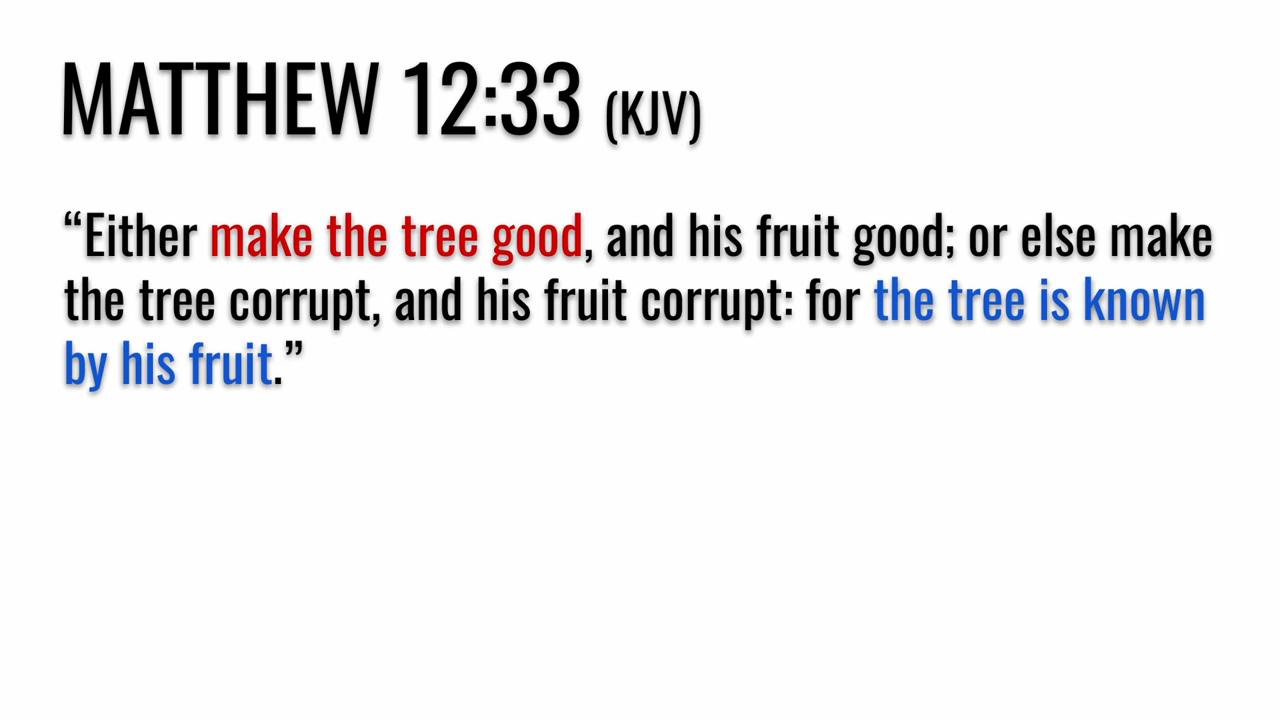 MATTHEW 12:33 (KJV)
“Either make the tree good, and his fruit good; or else make
the tree corrupt, and his fruit corrupt: for the tree is known
by his fruit.”